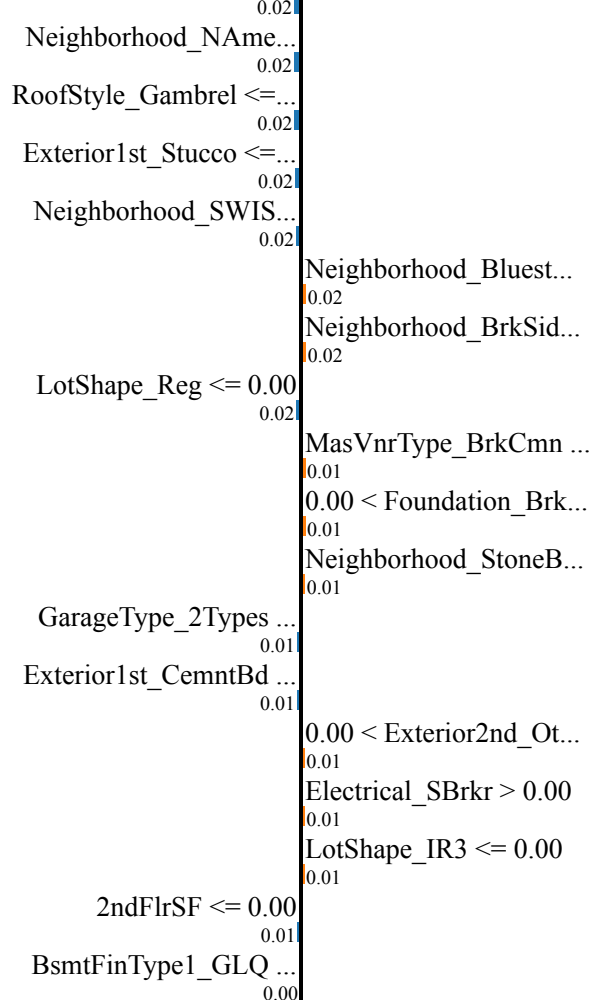 0.02
Neighborhood_NAme...
0.02
RoofStyle_Gambrel <=...
0.02
Exterior1st_Stucco <=...
0.02
Neighborhood_SWIS...
0.02
Neighborhood_Bluest...
0.02
Neighborhood_BrkSid...
0.02
LotShape_Reg <= 0.00
0.02
MasVnrType_BrkCmn ...
0.01
0.00 < Foundation_Brk...
0.01
Neighborhood_StoneB...
0.01
GarageType_2Types ...
0.01
Exterior1st_CemntBd ...
0.01
0.00 < Exterior2nd_Ot...
0.01
Electrical_SBrkr > 0.00
0.01
LotShape_IR3 <= 0.00
0.01
2ndFlrSF <= 0.00
0.01
BsmtFinType1_GLQ ...
0.00